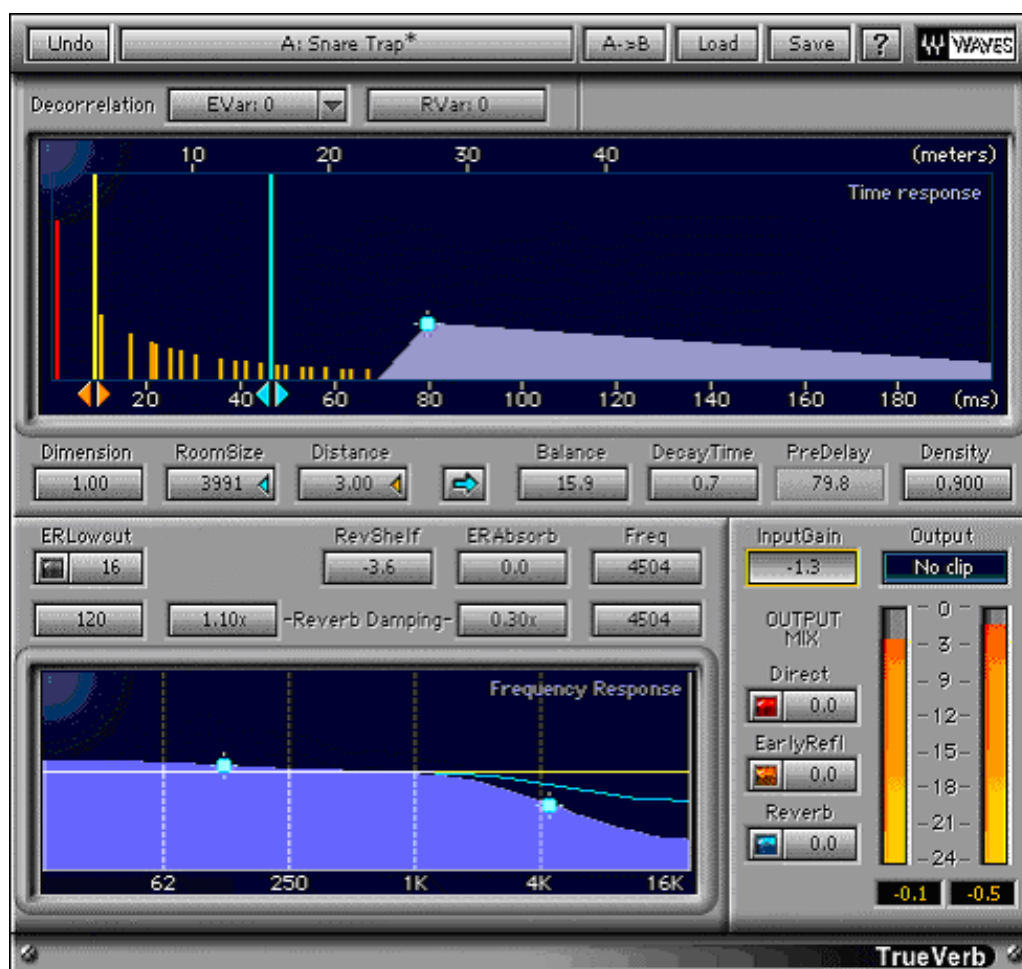 Undo A: Snare Trap* A->B Load Save ? WAVES
Decorrelation EVar: 0 RVar: 0
10 20 30 40 (meters)
Time response
20 40 60 80 100 120 140 160 180 (ms)
Dimension RoomSize Distance Balance DecayTime PreDelay Density
1.00 3991 3.00 15.9 0.7 79.8 0.900
ERLowcut RevShelf ERAbsorb Freq InputGain Output
16 -3.6 0.0 4504 -1.3 No clip
120 1.10x -Reverb Damping- 0.30x 4504
OUTPUT
MIX
Direct
0.0
EarlyRefl
0.0
Reverb
0.0
0
3
9
12
15
18
21
24
-0.1 -0.5
Frequency Response
62 250 1K 4K 16K
TrueVerb